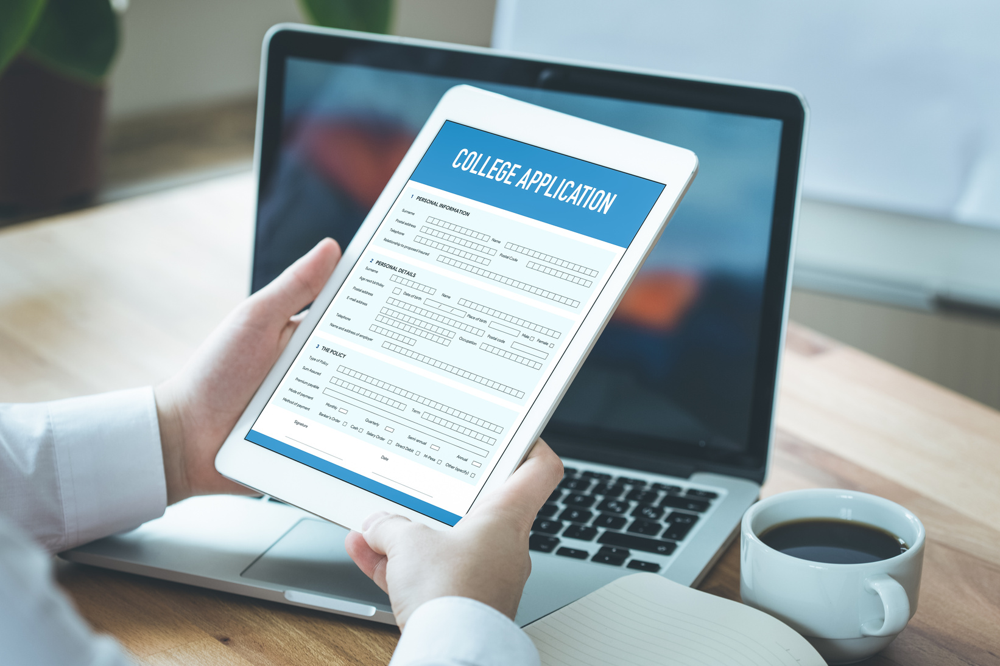 COLLEGE APPLICATION
1 PERSONAL INFORMATION
Surname Name
Postal address Postal Code
Telephone
Relationship to proposed insured
2 PERSONAL DETAILS
Surname Name
Age next birthday Date of birth / Place of birth Male Female
Postal address Postal code
E-mail address
Occupation
Telephone
Name and address of employer
3 THE POLICY
Type of Policy
Sum Assured Term
Premium payable
Mode of payment Monthly Quarterly Semi-annual Annual
Method of payment Banker's Order Cash Salary Order Direct Debit M-Pesa Other (specify)
Signature
Date